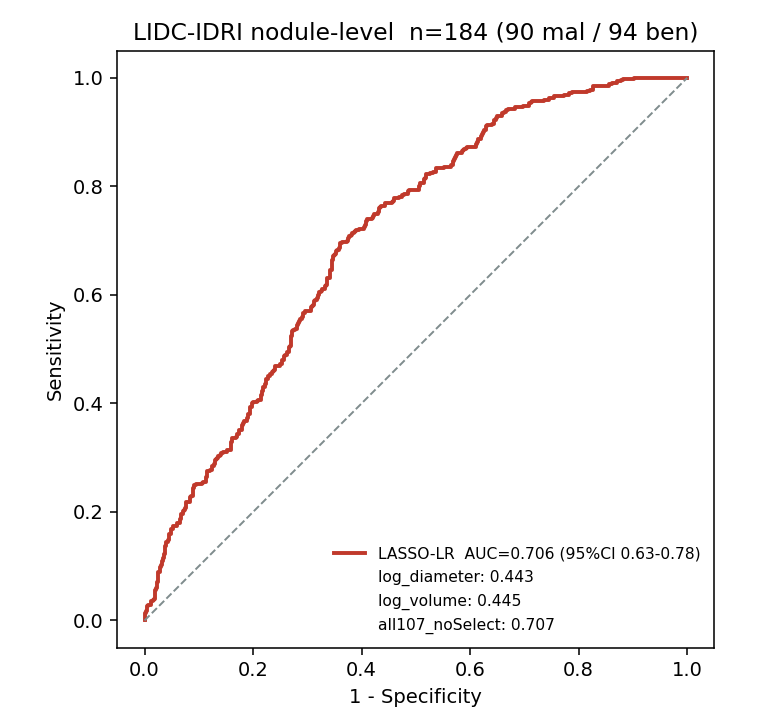 LIDC-IDRI nodule-level  n=184 (90 mal / 94 ben)
1.0
0.8
Sensitivity
0.6
0.4
0.2
0.0
LASSO-LR  AUC=0.706 (95%CI 0.63-0.78)
log_diameter: 0.443
log_volume: 0.445
all107_noSelect: 0.707
0.0 0.2 0.4 0.6 0.8 1.0
1 - Specificity